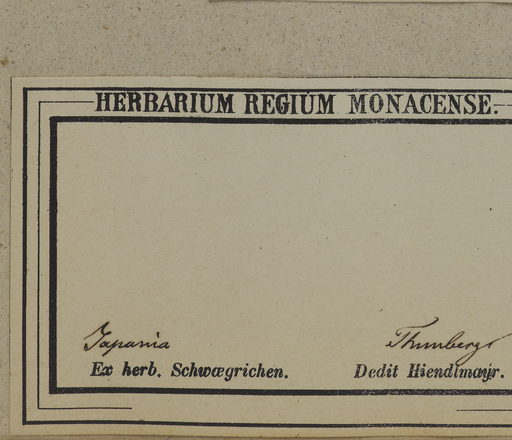 HERBARIUM REGIUM MONACENSE.
Japania Thunberg
Ex herb. Schwægrichen. Dedit Hiendlmayr.